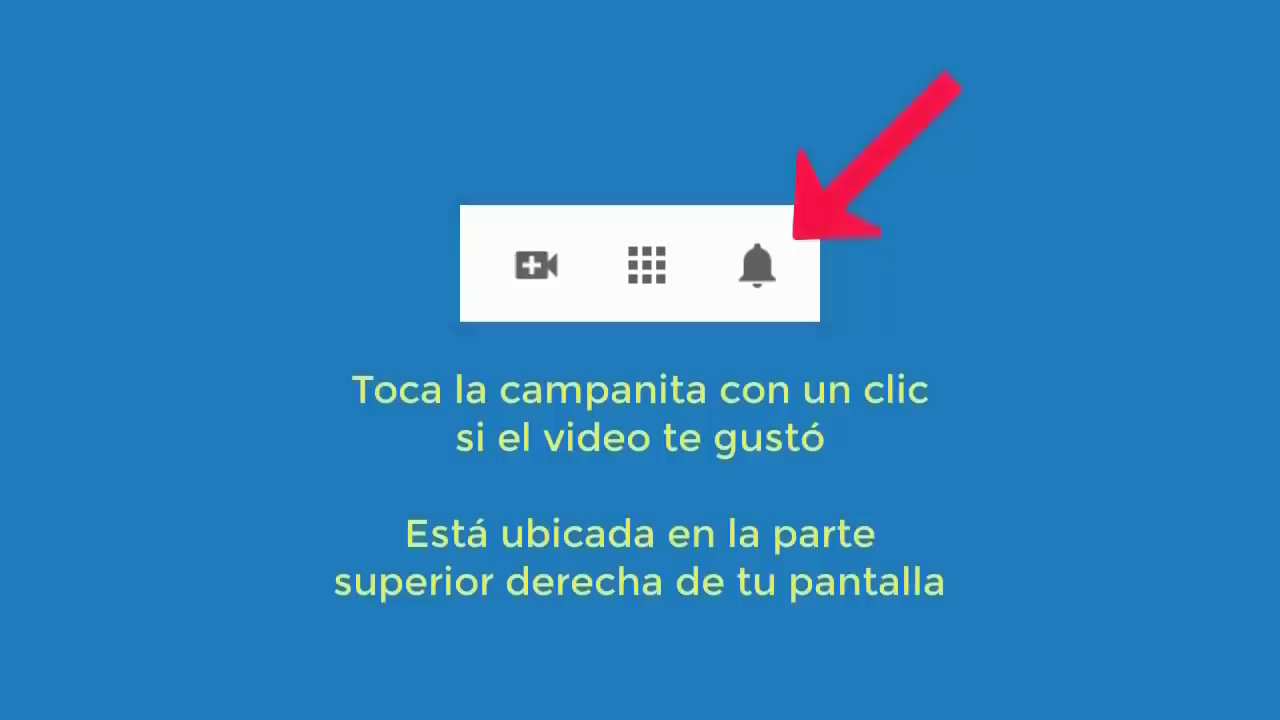 Toca la campanita con un clic
si el video te gustó
Está ubicada en la parte
superior derecha de tu pantalla